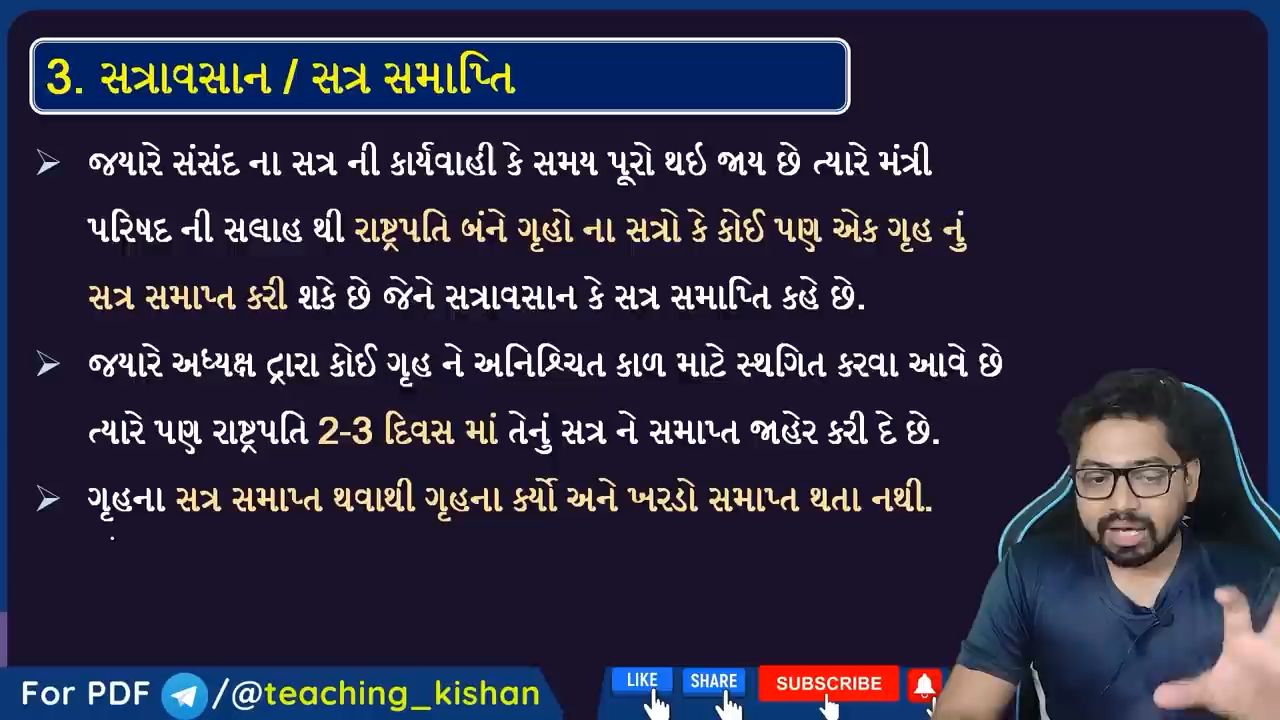 3. સત્રાવસાન / સત્ર સમાપ્તિ
જયારે સંસંદ ના સત્ર ની કાર્યવાહી કે સમય પૂરો થઇ જાય છે ત્યારે મંત્રી
પરિષદ ની સલાહ થી રાષ્ટ્રપતિ બંને ગૃહો ના સત્રો કે કોઈ પણ એક ગૃહ નું
સત્ર સમાપ્ત કરી શકે છે જેને સત્રાવસાન કે સત્ર સમાપ્તિ કહે છે.
જયારે અધ્યક્ષ દ્રારા કોઈ ગૃહ ને અનિશ્ચિત કાળ માટે સ્થગિત કરવા આવે છે
ત્યારે પણ રાષ્ટ્રપતિ 2-3 દિવસ માં તેનું સત્ર ને સમાપ્ત જાહેર કરી દે છે.
ગૃહના સત્ર સમાપ્ત થવાથી ગૃહના કર્યો અને ખરડો સમાપ્ત થતા નથી.
For PDF /@teaching_kishan
LIKE SHARE SUBSCRIBE